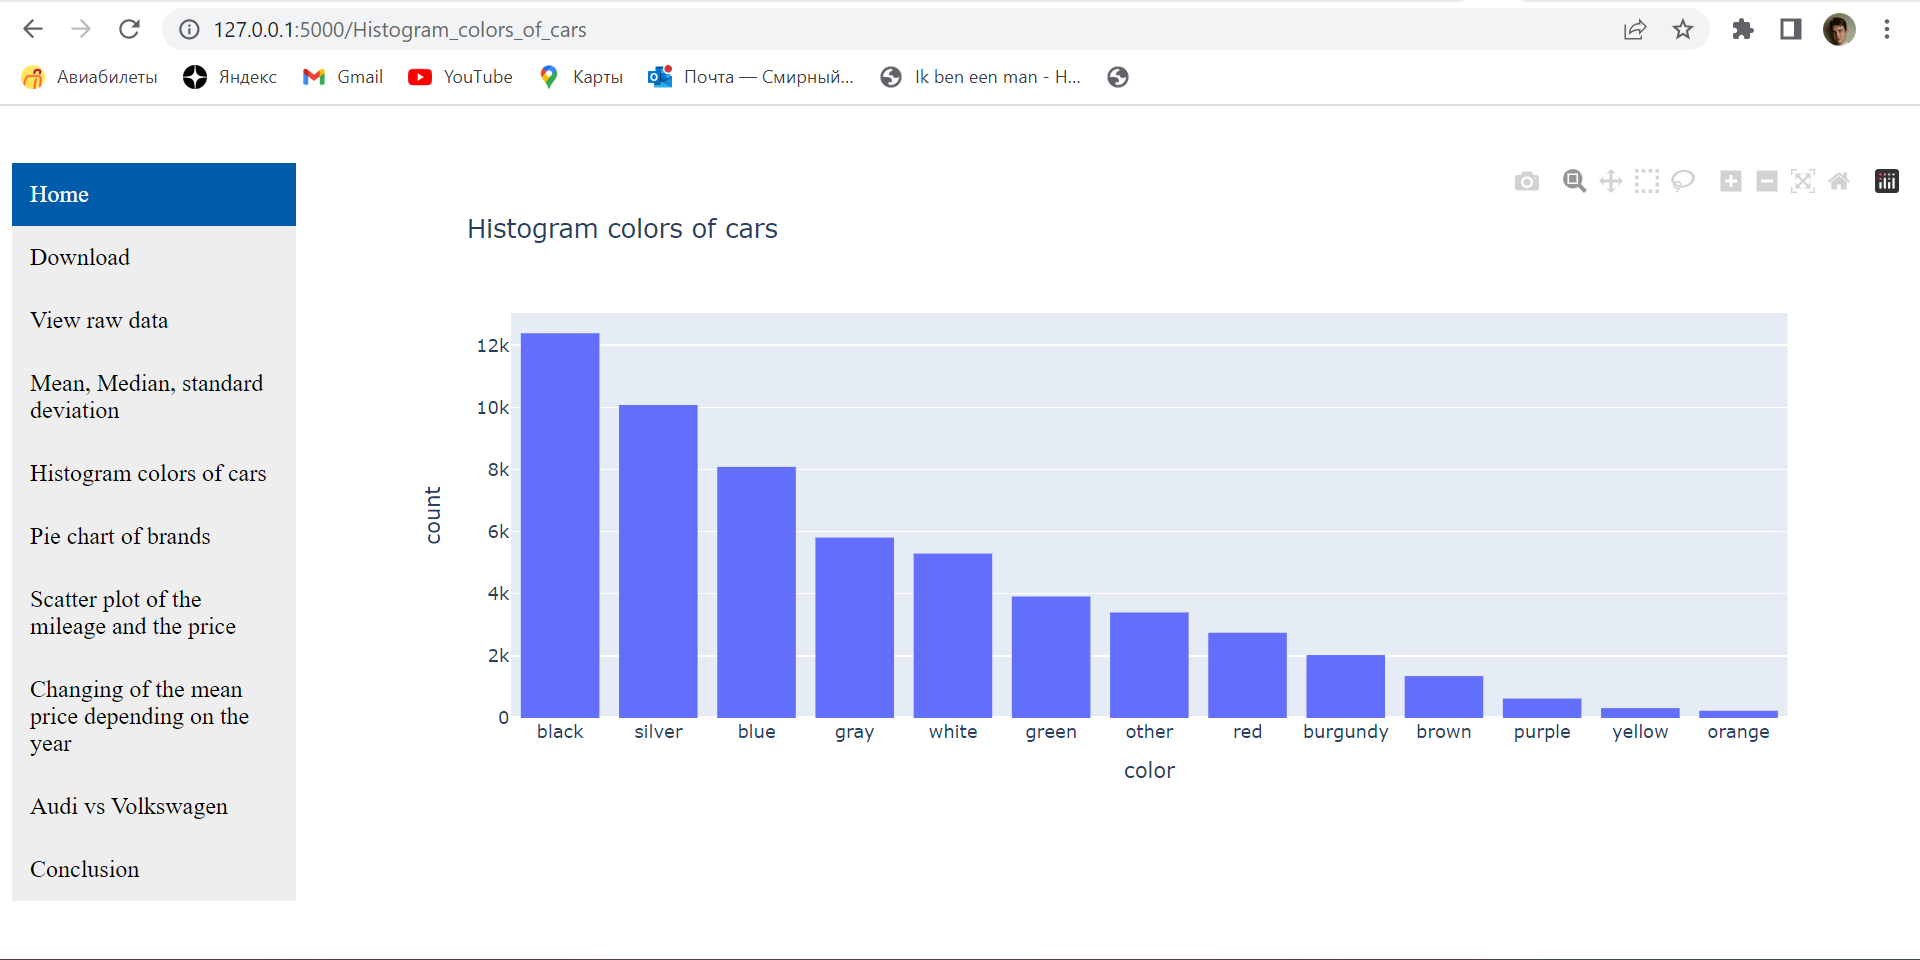 127.0.0.1:5000/Histogram_colors_of_cars
Авиабилеты Яндекс Gmail YouTube Карты Почта — Смирный... Ik ben een man - H...
Home
Download
View raw data
Mean, Median, standard
deviation
Histogram colors of cars
Pie chart of brands
Scatter plot of the
mileage and the price
Changing of the mean
price depending on the
year
Audi vs Volkswagen
Conclusion
Histogram colors of cars
12k
10k
8k
6k
4k
2k
0
count
black silver blue gray white green other red burgundy brown purple yellow orange
color